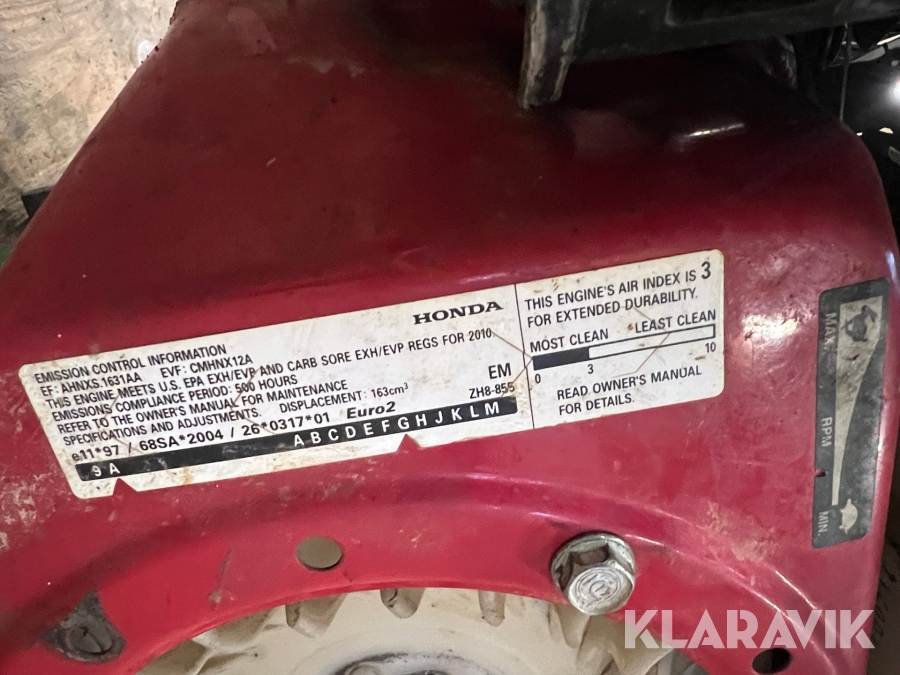 HONDA
EMISSION CONTROL INFORMATION
EF: AHNXS.1631AA EVF: CMHNX12A
THIS ENGINE MEETS U.S. EPA EXH/EVP AND CARB SORE EXH/EVP REGS FOR 2010
EMISSIONS COMPLIANCE PERIOD: 500 HOURS
REFER TO THE OWNER'S MANUAL FOR MAINTENANCE
SPECIFICATIONS AND ADJUSTMENTS. DISPLACEMENT: 163cm³
EM
ZH8-855
e11*97 / 68SA*2004 / 26*0317*01 Euro2
9 A A B C D E F G H J K L M
THIS ENGINE'S AIR INDEX IS 3
FOR EXTENDED DURABILITY.
MOST CLEAN LEAST CLEAN
0 3 10
READ OWNER'S MANUAL
FOR DETAILS.
MAX.
RPM
MIN.
KLARAVIK